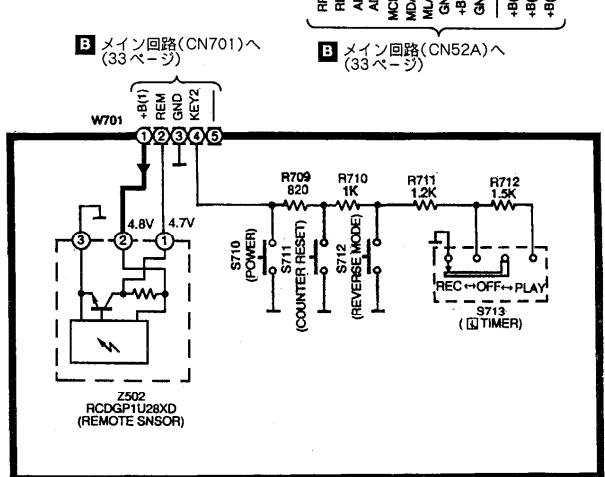 B メイン回路(CN701)へ
(33ページ)
B メイン回路(CN52A)へ
(33ページ)
W701
+B(1)
REM
GND
KEY2
1 2 3 4 5
R709
820
R710
1K
R711
1.2K
R712
1.5K
4.8V
4.7V
3 2 1
S710
(POWER)
S711
(COUNTER RESET)
S712
(REVERSE MODE)
REC↔OFF↔PLAY
S713
(TIMER)
Z502
RCDGP1U28XD
(REMOTE SNSOR)